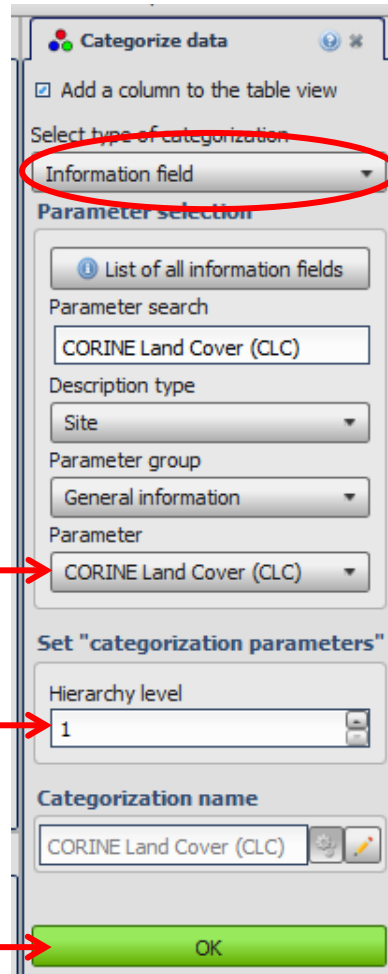 Categorize data
Add a column to the table view
Select type of categorization
Information field
Parameter selection
List of all information fields
Parameter search
CORINE Land Cover (CLC)
Description type
Site
Parameter group
General information
Parameter
CORINE Land Cover (CLC)
Set "categorization parameters"
Hierarchy level
1
Categorization name
CORINE Land Cover (CLC)
OK